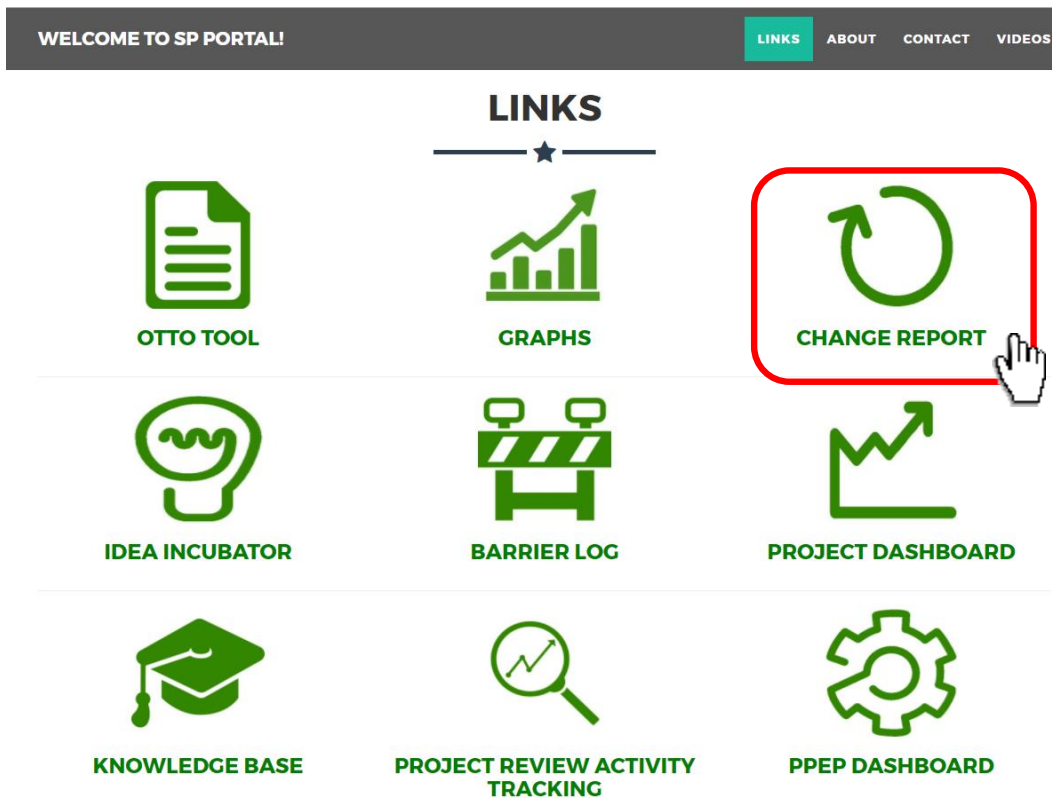 WELCOME TO SP PORTAL!
LINKS
ABOUT
CONTACT
VIDEOS
LINKS
OTTO TOOL
GRAPHS
CHANGE REPORT
IDEA INCUBATOR
BARRIER LOG
PROJECT DASHBOARD
KNOWLEDGE BASE
PROJECT REVIEW ACTIVITY
TRACKING
PPEP DASHBOARD